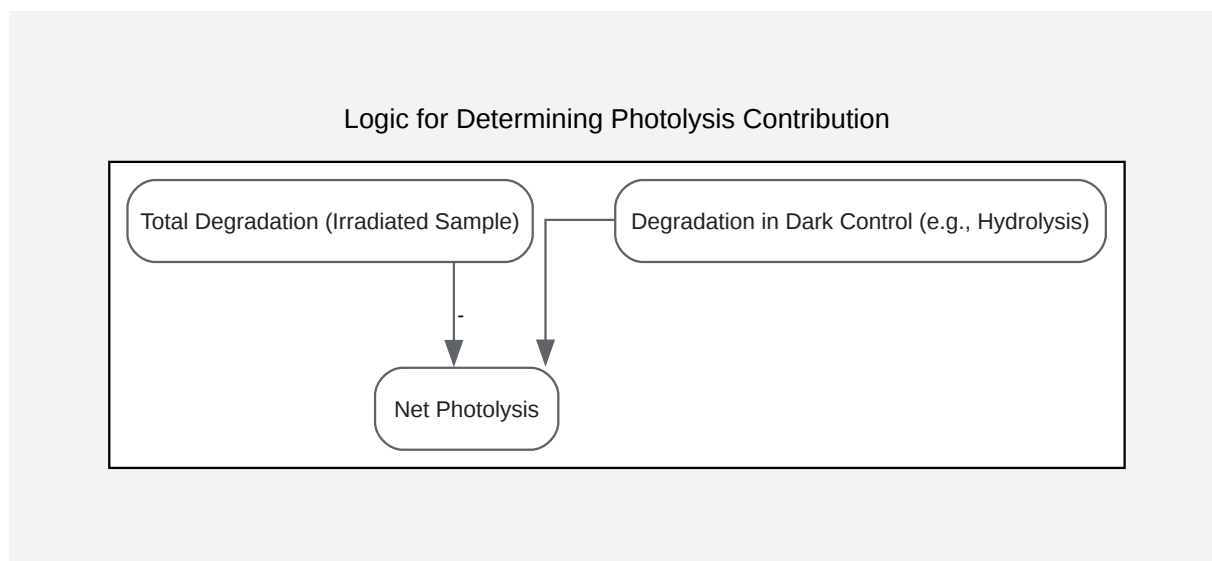 Logic for Determining Photolysis Contribution
Total Degradation (Irradiated Sample)
Degradation in Dark Control (e.g., Hydrolysis)
-
Net Photolysis